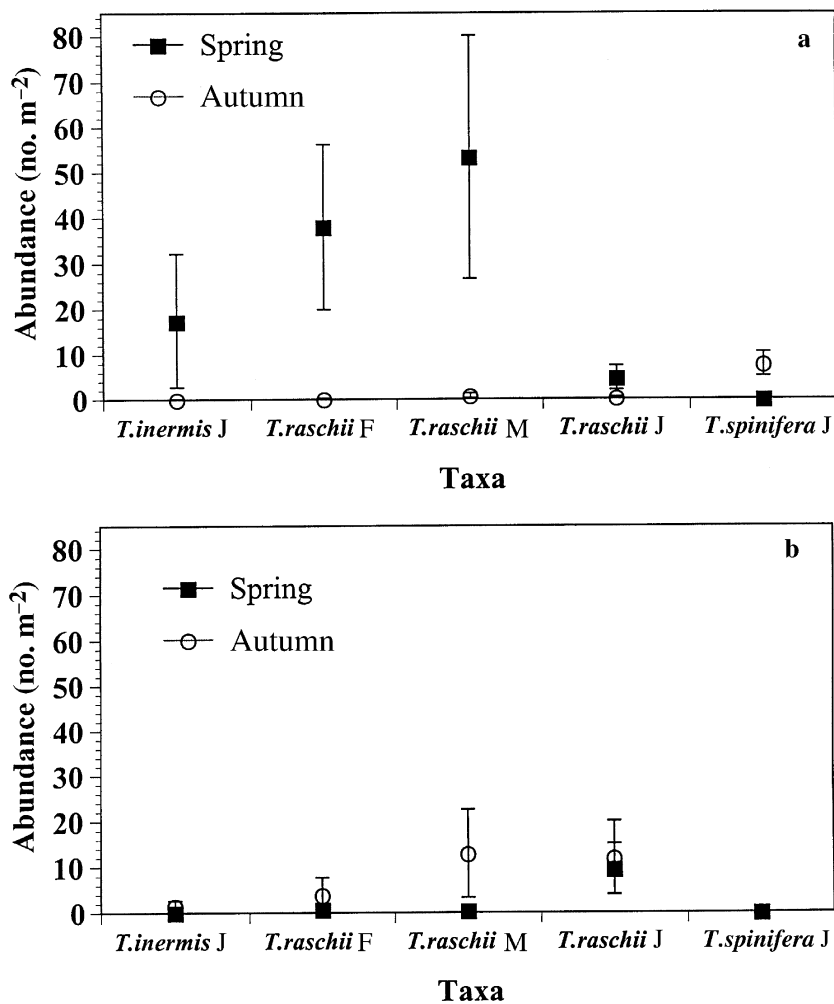 a
Spring
Autumn
Abundance (no. m⁻²)
80
70
60
50
40
30
20
10
0
T.inermis J T.raschii F T.raschii M T.raschii J T.spinifera J
Taxa
b
Spring
Autumn
Abundance (no. m⁻²)
80
70
60
50
40
30
20
10
0
T.inermis J T.raschii F T.raschii M T.raschii J T.spinifera J
Taxa